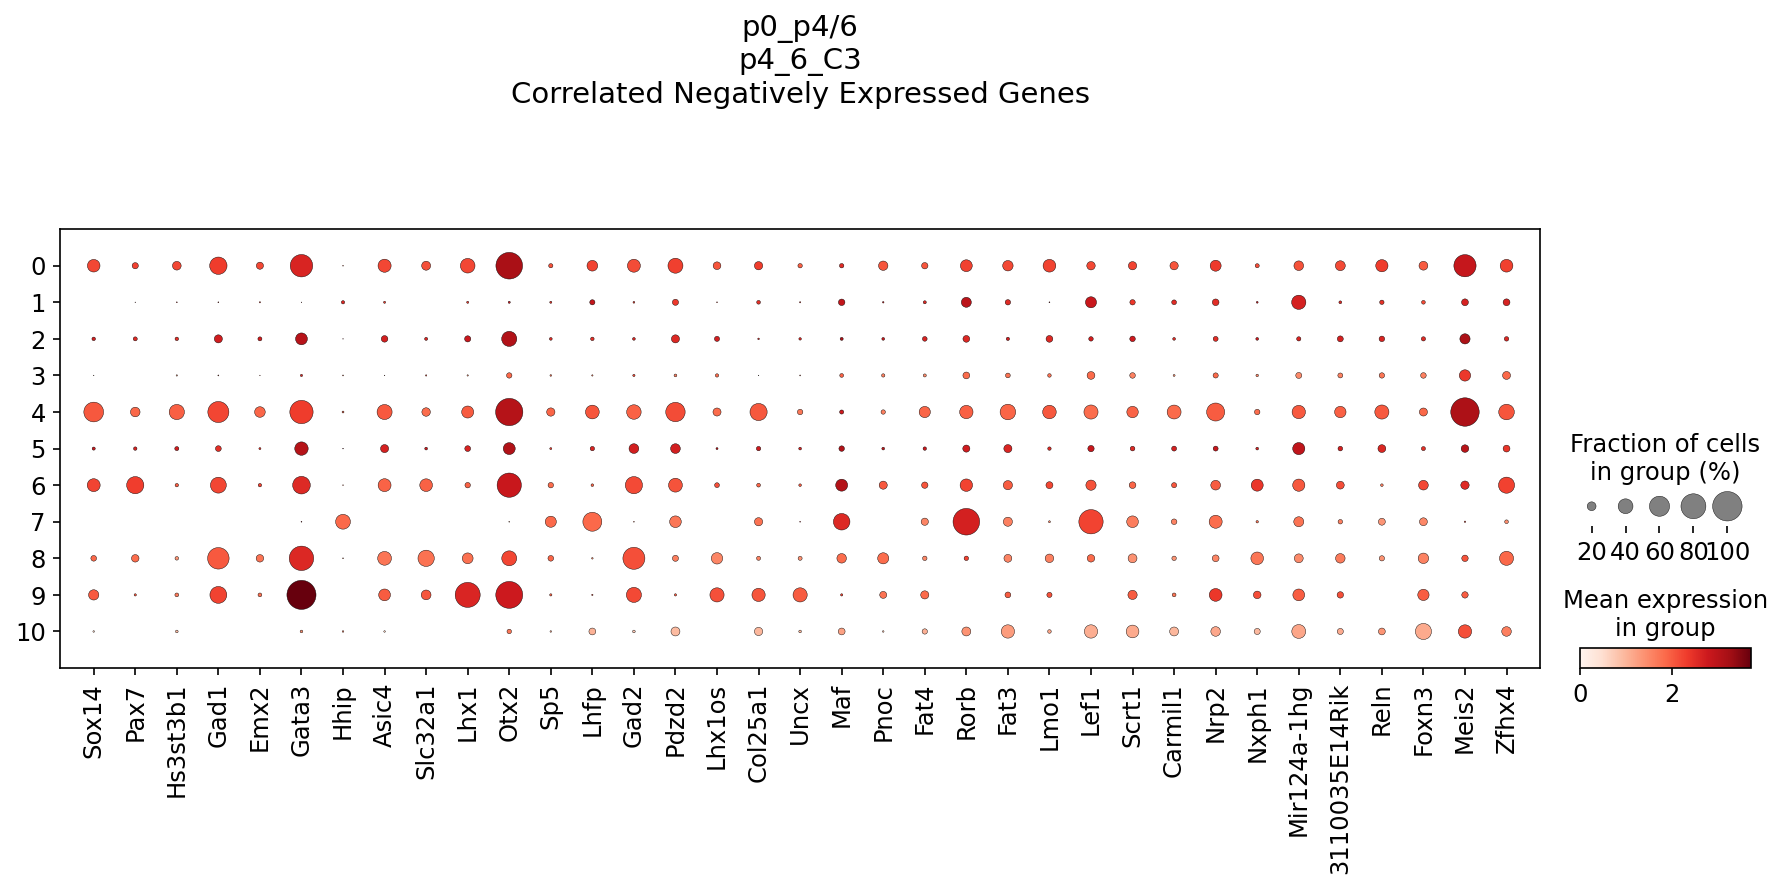 p0_p4/6
p4_6_C3
Correlated Negatively Expressed Genes
0
1
2
3
4
5
6
7
8
9
10
Sox14
Pax7
Hs3st3b1
Gad1
Emx2
Gata3
Hhip
Asic4
Slc32a1
Lhx1
Otx2
Sp5
Lhfp
Gad2
Pdzd2
Lhx1os
Col25a1
Uncx
Maf
Pnoc
Fat4
Rorb
Fat3
Lmo1
Lef1
Scrt1
Carmil1
Nrp2
Nxph1
Mir124a-1hg
3110035E14Rik
Reln
Foxn3
Meis2
Zfhx4
Fraction of cells
in group (%)
20 40 60 80 100
Mean expression
in group
0 2